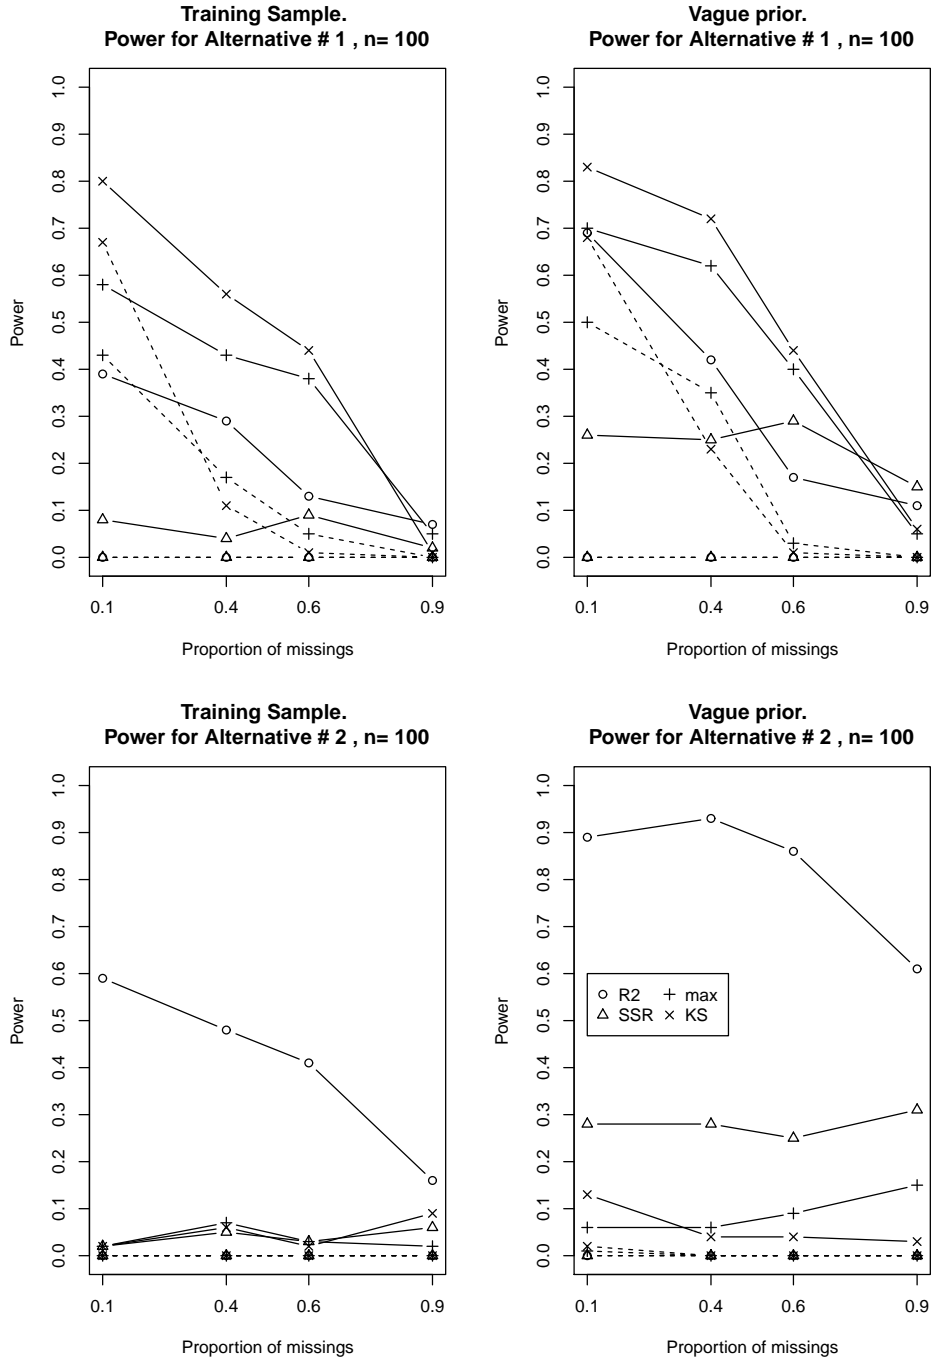 Training Sample.
Power for Alternative # 1 , n= 100
Power
1.0
0.9
0.8
0.7
0.6
0.5
0.4
0.3
0.2
0.1
0.0
0.1 0.4 0.6 0.9
Proportion of missings
Vague prior.
Power for Alternative # 1 , n= 100
Power
1.0
0.9
0.8
0.7
0.6
0.5
0.4
0.3
0.2
0.1
0.0
0.1 0.4 0.6 0.9
Proportion of missings
Training Sample.
Power for Alternative # 2 , n= 100
Power
1.0
0.9
0.8
0.7
0.6
0.5
0.4
0.3
0.2
0.1
0.0
0.1 0.4 0.6 0.9
Proportion of missings
Vague prior.
Power for Alternative # 2 , n= 100
Power
1.0
0.9
0.8
0.7
0.6
0.5
0.4
0.3
0.2
0.1
0.0
R2 max
SSR KS
0.1 0.4 0.6 0.9
Proportion of missings